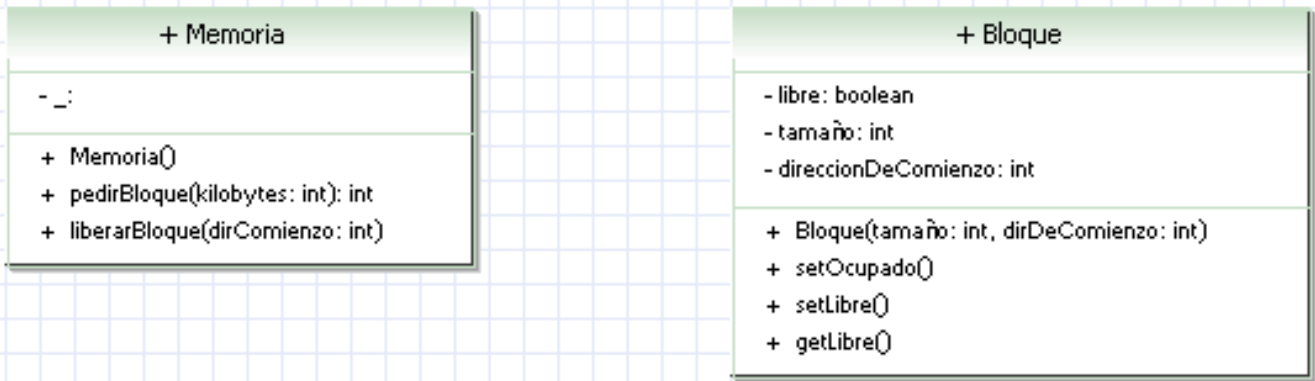 + Memoria
- _:
+ Memoria()
+ pedirBloque(kilobytes: int): int
+ liberarBloque(dirComienzo: int)
+ Bloque
- libre: boolean
- tamaño: int
- direccionDeComienzo: int
+ Bloque(tamaño: int, dirDeComienzo: int)
+ setOcupado()
+ setLibre()
+ getLibre()